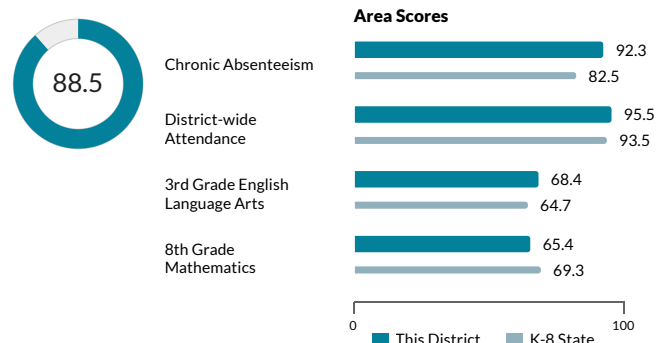 Area Scores
88.5
Chronic Absenteeism
92.3
82.5
District-wide
Attendance
95.5
93.5
3rd Grade English
Language Arts
68.4
64.7
8th Grade
Mathematics
65.4
69.3
0
100
This District
K-8 State